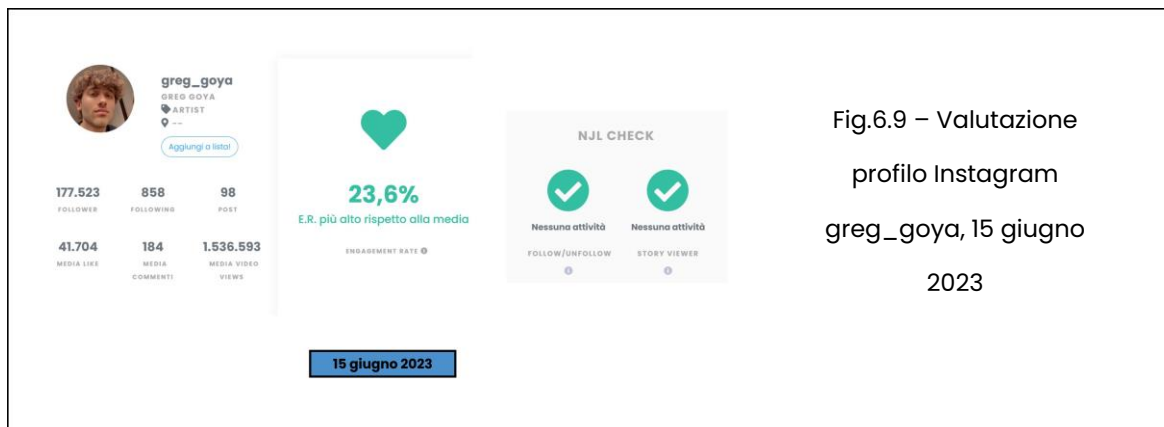 greg_goya
GREG GOYA
ARTIST
--
Aggiungi a lista!
177.523
FOLLOWER
858
FOLLOWING
98
POST
41.704
MEDIA LIKE
184
MEDIA
COMMENTI
1.536.593
MEDIA VIDEO
VIEWS
23,6%
E.R. più alto rispetto alla media
ENGAGEMENT RATE
15 giugno 2023
NJL CHECK
Nessuna attività
FOLLOW/UNFOLLOW
Nessuna attività
STORY VIEWER
Fig.6.9 – Valutazione
profilo Instagram
greg_goya, 15 giugno
2023